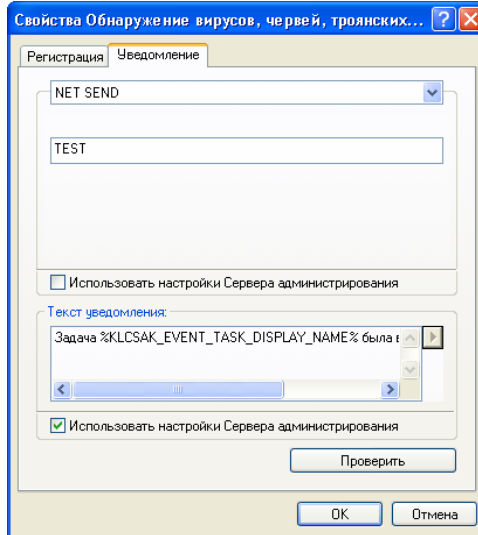 Свойства Обнаружение вирусов, червей, троянских...
Регистрация Уведомление
NET SEND
TEST
Использовать настройки Сервера администрирования
Текст уведомления:
Задача %KLCSAK_EVENT_TASK_DISPLAY_NAME% была
Использовать настройки Сервера администрирования
Проверить
OK Отмена